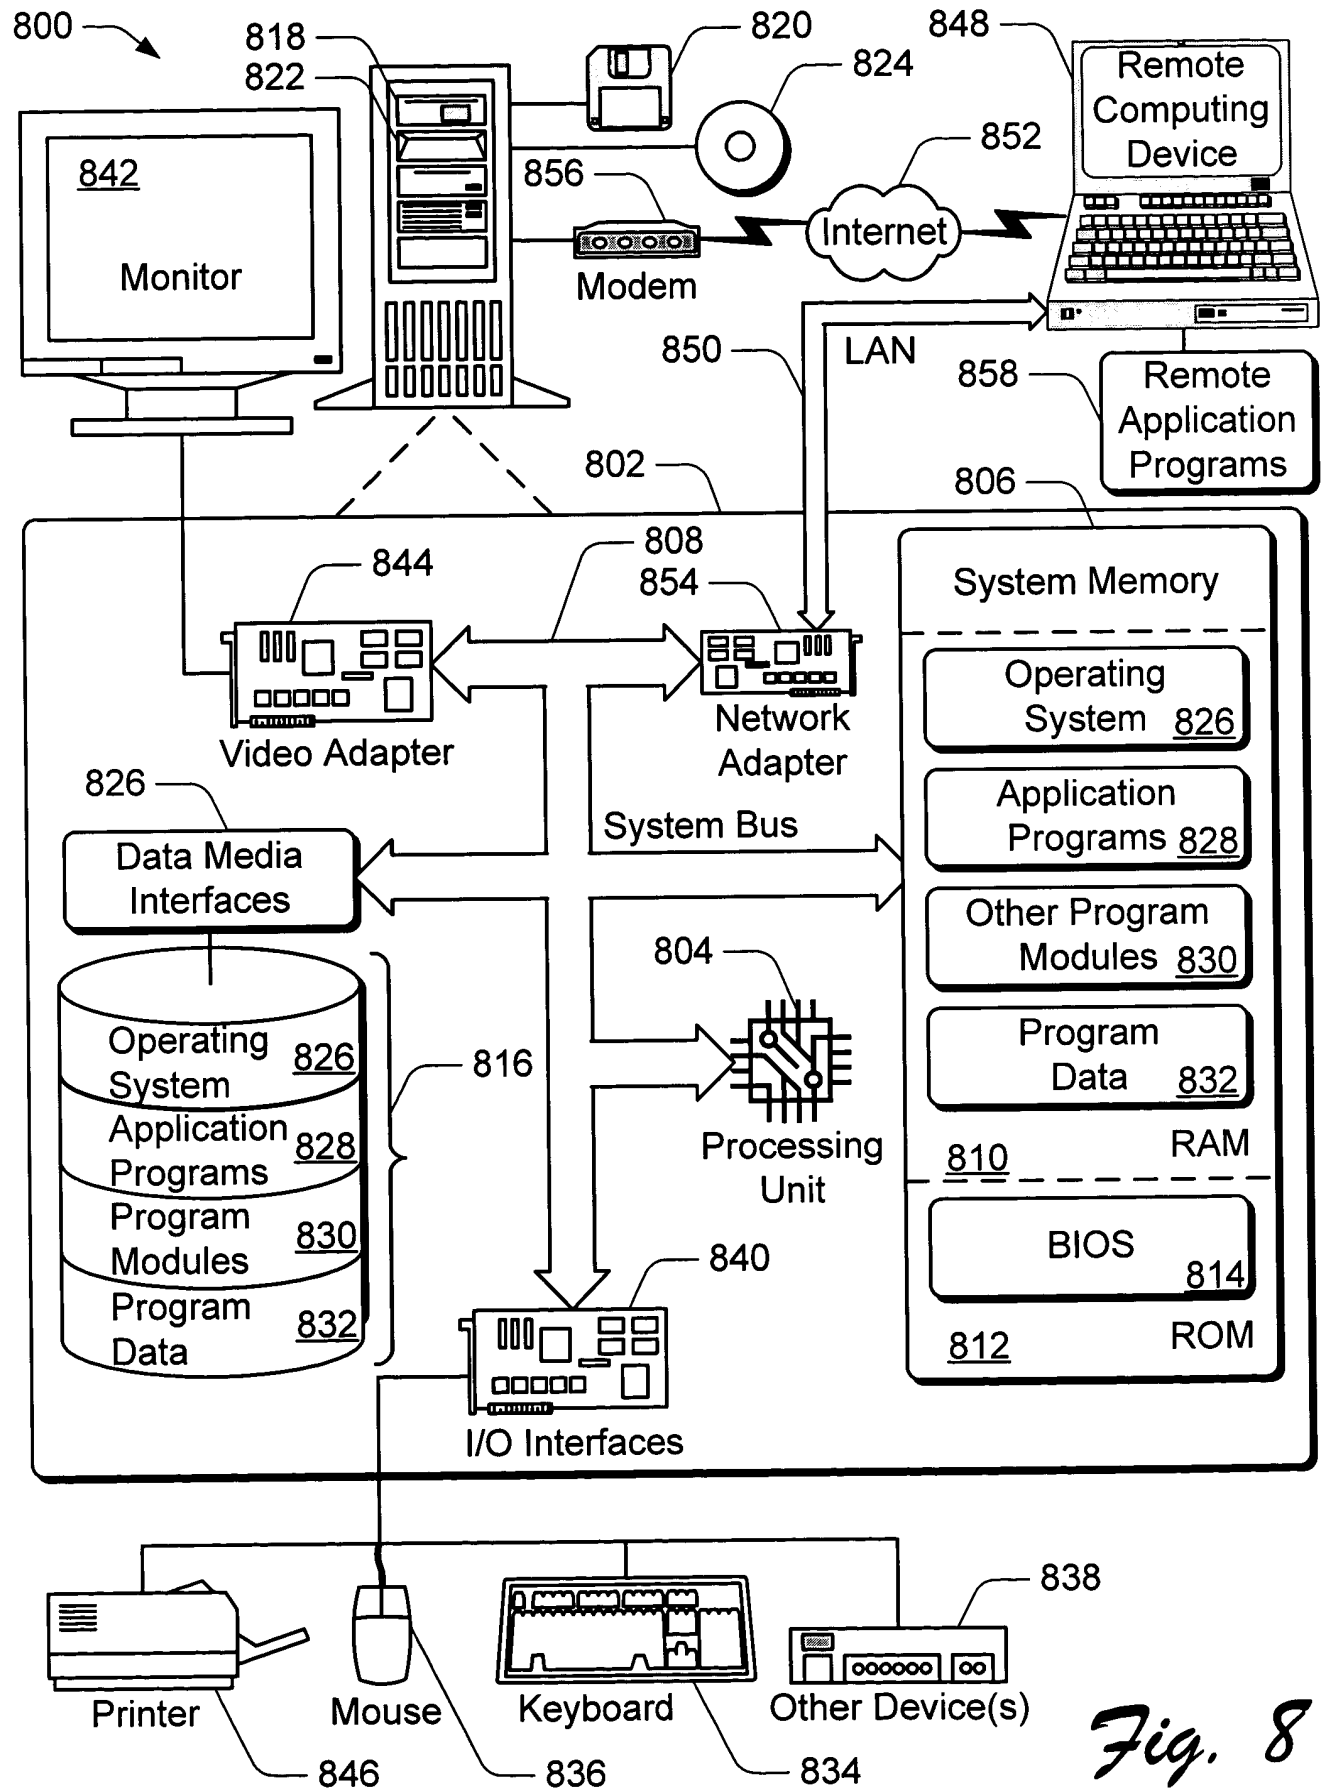 800
818
822
820
824
848
Remote
Computing
Device
852
842
Monitor
856
Modem
Internet
850
LAN
858
Remote
Application
Programs
802
806
808
844
854
System Memory
Operating
System 826
Network
Adapter
Video Adapter
826
Data Media
Interfaces
System Bus
Application
Programs 828
Other Program
Modules 830
804
Processing
Unit
Program
Data 832
810 RAM
Operating
System 826
816
Application
Programs 828
Program
Modules 830
Program
Data 832
BIOS
814
812 ROM
840
I/O Interfaces
838
Printer
Mouse
Keyboard
Other Device(s)
846
836
834
Fig. 8